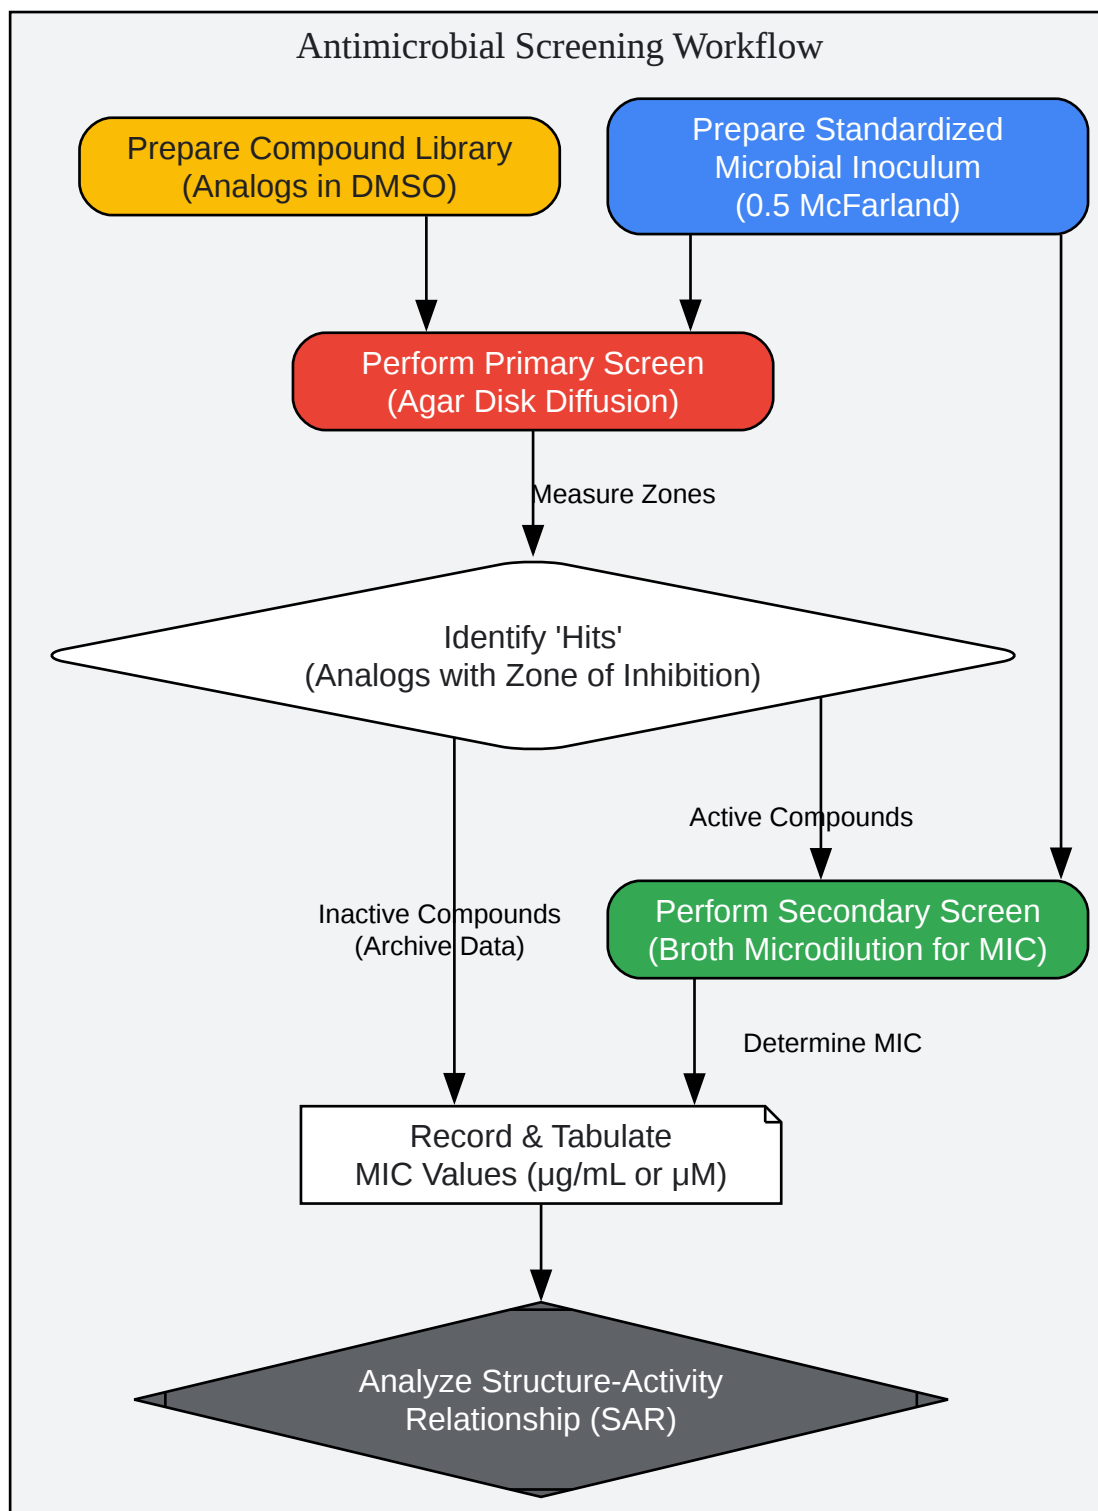 Antimicrobial Screening Workflow
Prepare Compound Library
(Analogs in DMSO)
Prepare Standardized
Microbial Inoculum
(0.5 McFarland)
Perform Primary Screen
(Agar Disk Diffusion)
Measure Zones
Identify 'Hits'
(Analogs with Zone of Inhibition)
Active Compounds
Inactive Compounds
(Archive Data)
Perform Secondary Screen
(Broth Microdilution for MIC)
Determine MIC
Record & Tabulate
MIC Values (μg/mL or μM)
Analyze Structure-Activity
Relationship (SAR)